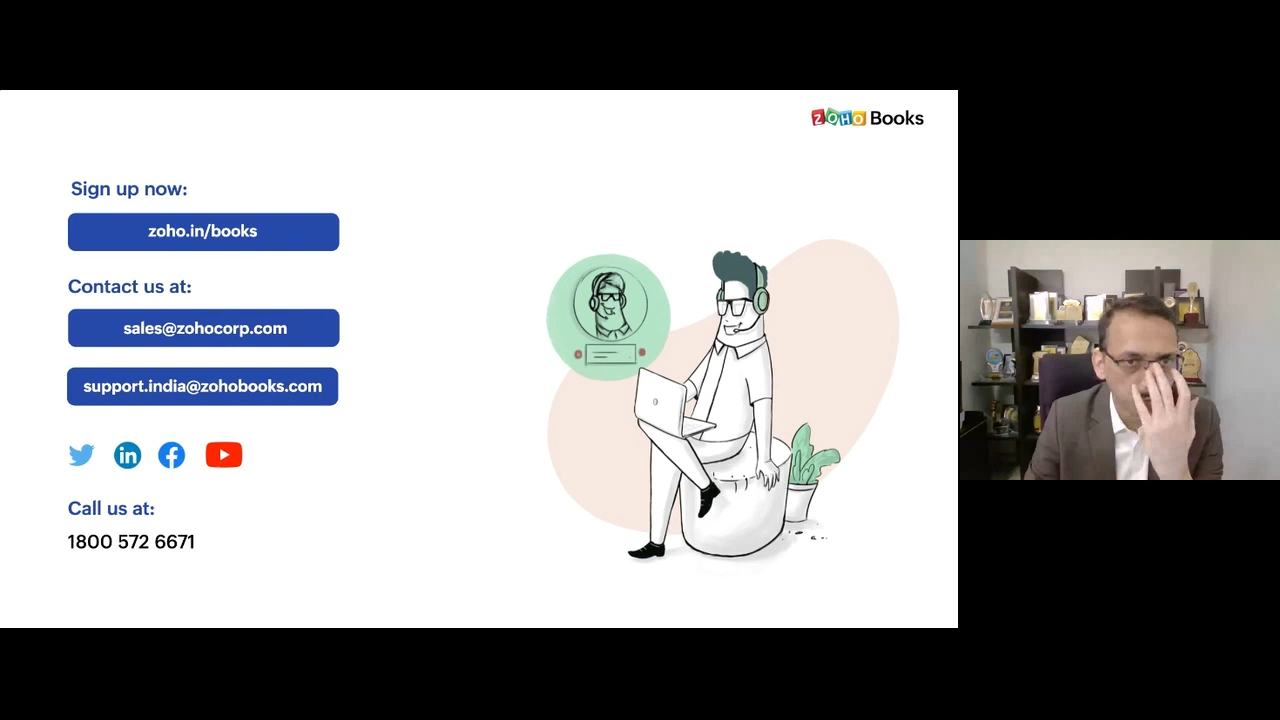 ZOHO Books
Sign up now:
zoho.in/books
Contact us at:
sales@zohocorp.com
support.india@zohobooks.com
in
Call us at:
1800 572 6671